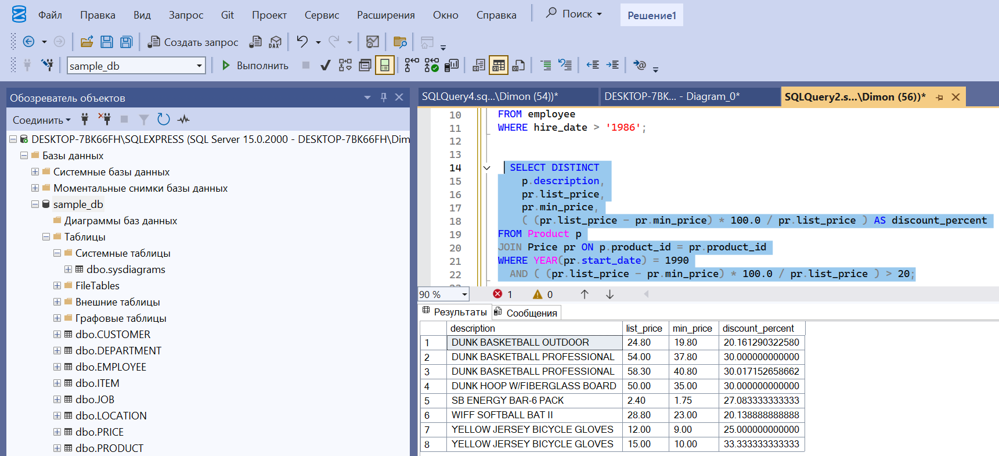 Файл Правка Вид Запрос Git Проект Сервис Расширения Окно Справка Поиск Решение1
Создать запрос DAX
sample_db Выполнить
Обозреватель объектов
Соединить
DESKTOP-7BK66FH\SQLEXPRESS (SQL Server 15.0.2000 - DESKTOP-7BK66FH\Dim
Базы данных
Системные базы данных
Моментальные снимки базы данных
sample_db
Диаграммы баз данных
Таблицы
Системные таблицы
dbo.sysdiagrams
FileTables
Внешние таблицы
Графовые таблицы
dbo.CUSTOMER
dbo.DEPARTMENT
dbo.EMPLOYEE
dbo.ITEM
dbo.JOB
dbo.LOCATION
dbo.PRICE
dbo.PRODUCT
SQLQuery4.sq...\Dimon (54))* DESKTOP-7BK... - Diagram_0* SQLQuery2.s...\Dimon (56))*
10 FROM employee
11 WHERE hire_date > '1986';
12
13
14 SELECT DISTINCT
15 p.description,
16 pr.list_price,
17 pr.min_price,
18 ( (pr.list_price - pr.min_price) * 100.0 / pr.list_price ) AS discount_percent
19 FROM Product p
20 JOIN Price pr ON p.product_id = pr.product_id
21 WHERE YEAR(pr.start_date) = 1990
22 AND ( (pr.list_price - pr.min_price) * 100.0 / pr.list_price ) > 20;
90 % 1 0
Результаты Сообщения
description list_price min_price discount_percent
1 DUNK BASKETBALL OUTDOOR 24.80 19.80 20.161290322580
2 DUNK BASKETBALL PROFESSIONAL 54.00 37.80 30.000000000000
3 DUNK BASKETBALL PROFESSIONAL 58.30 40.80 30.017152658662
4 DUNK HOOP W/FIBERGLASS BOARD 50.00 35.00 30.000000000000
5 SB ENERGY BAR-6 PACK 2.40 1.75 27.083333333333
6 WIFF SOFTBALL BAT II 28.80 23.00 20.138888888888
7 YELLOW JERSEY BICYCLE GLOVES 12.00 9.00 25.000000000000
8 YELLOW JERSEY BICYCLE GLOVES 15.00 10.00 33.333333333333